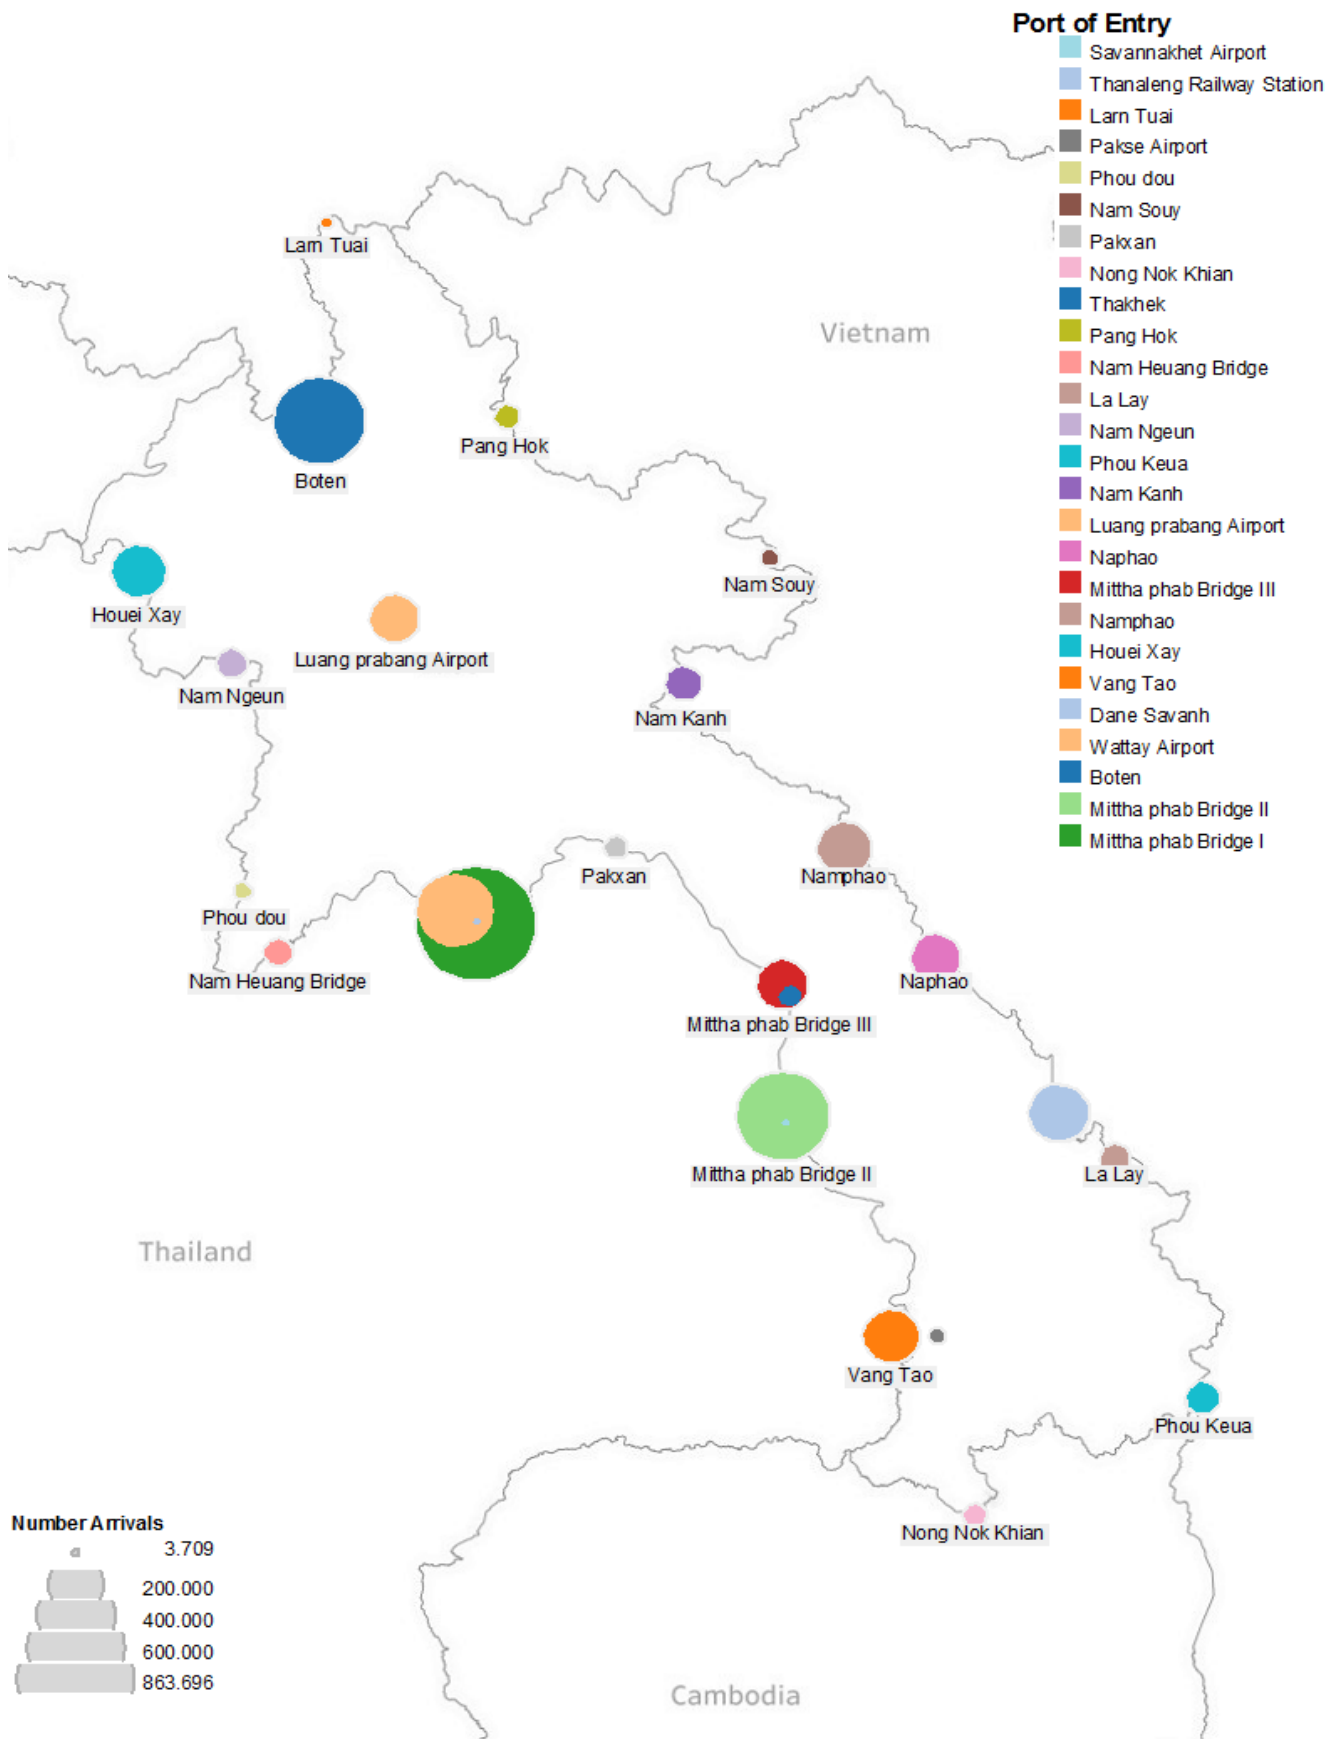 Port of Entry
Savannakhet Airport
Thanaleng Railway Station
Larn Tuai
Pakse Airport
Phou dou
Nam Souy
Pakxan
Nong Nok Khian
Thakhek
Pang Hok
Nam Heuang Bridge
La Lay
Nam Ngeun
Phou Keua
Nam Kanh
Luang prabang Airport
Naphao
Mittha phab Bridge III
Namphao
Houei Xay
Vang Tao
Dane Savanh
Wattay Airport
Boten
Mittha phab Bridge II
Mittha phab Bridge I
Larn Tuai
Vietnam
Pang Hok
Boten
Nam Souy
Houei Xay
Luang prabang Airport
Nam Ngeun
Nam Kanh
Pakxan
Namphao
Phou dou
Nam Heuang Bridge
Naphao
Mittha phab Bridge III
Mittha phab Bridge II
La Lay
Thailand
Vang Tao
Phou Keua
Nong Nok Khian
Cambodia
Number Arrivals
3.709
200.000
400.000
600.000
863.696